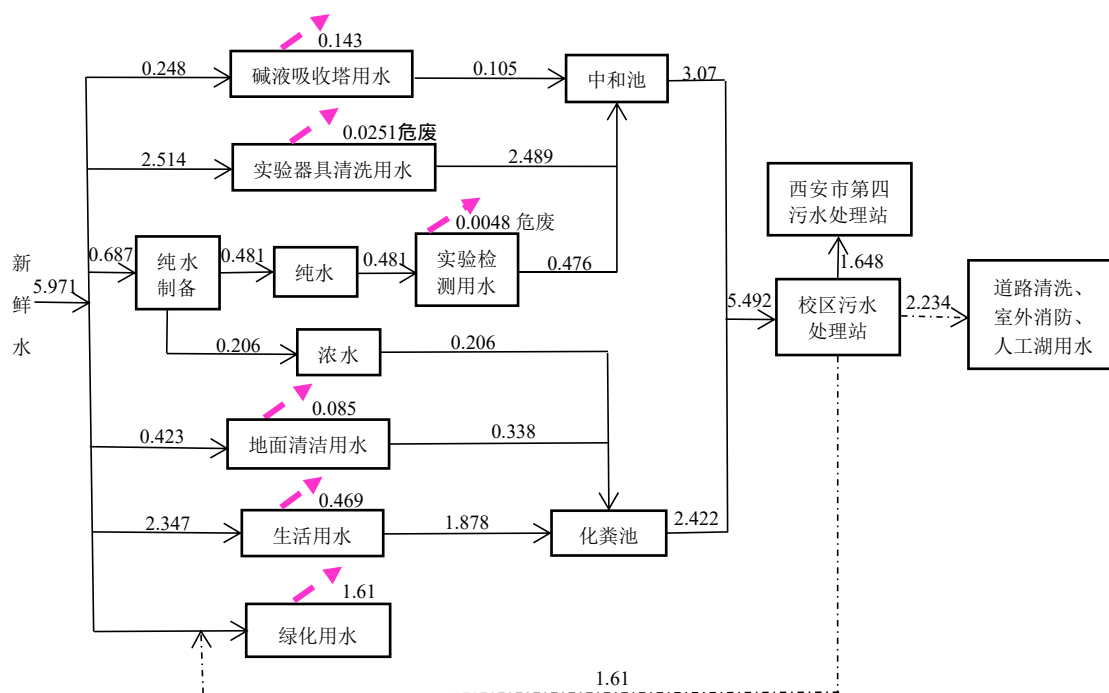 0.143
0.248
碱液吸收塔用水
0.105
中和池
3.07
0.0251危废
2.514
实验器具清洗用水
2.489
西安市第四
污水处理站
0.0048 危废
新
鲜
水
5.971
0.687
纯水
制备
0.481
纯水
0.481
实验检
测用水
0.476
1.648
5.492
校区污水
处理站
2.234
道路清洗、
室外消防、
人工湖用水
0.206
浓水
0.206
0.085
0.423
地面清洁用水
0.338
0.469
2.347
生活用水
1.878
化粪池
2.422
1.61
绿化用水
1.61